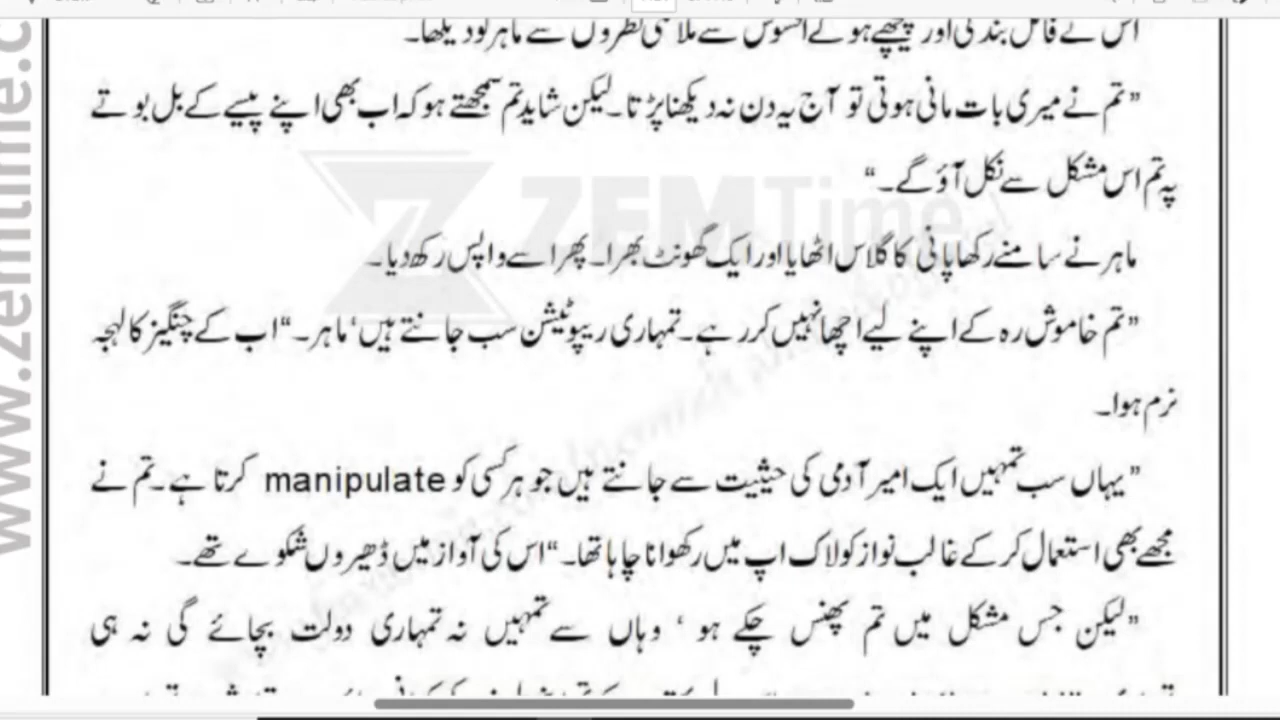 اس نے فائل بند کی اور پیچھے ہو کے افسوس سے ملامتی نظروں سے ماہر کو دیکھا۔
”تم نے میری بات مانی ہوتی تو آج یہ دن نہ دیکھنا پڑتا۔ لیکن شاید تم سمجھتے ہو کہ اب بھی اپنے پیسے کے بل بوتے
پہ تم اس مشکل سے نکل آؤ گے۔“
ماہر نے سامنے رکھا پانی کا گلاس اٹھایا اور ایک گھونٹ بھرا۔ پھر اسے واپس رکھ دیا۔
”تم خاموش رہ کے اپنے لیے اچھا نہیں کر رہے۔ تمہاری ریپوٹیشن سب جانتے ہیں‘ ماہر۔“ اب کے چنگیز کا لہجہ
نرم ہوا۔
”یہاں سب تمہیں ایک امیر آدمی کی حیثیت سے جانتے ہیں جو ہر کسی کو manipulate کرتا ہے۔ تم نے
مجھے بھی استعمال کر کے غالب نواز کو لاک اپ میں رکھوانا چاہا تھا۔“ اس کی آواز میں ڈھیروں شکوے تھے۔
”لیکن جس مشکل میں تم پھنس چکے ہو ‘ وہاں سے تمہیں نہ تمہاری دولت بچائے گی نہ ہی
ZEMTime
www.zemtime.c